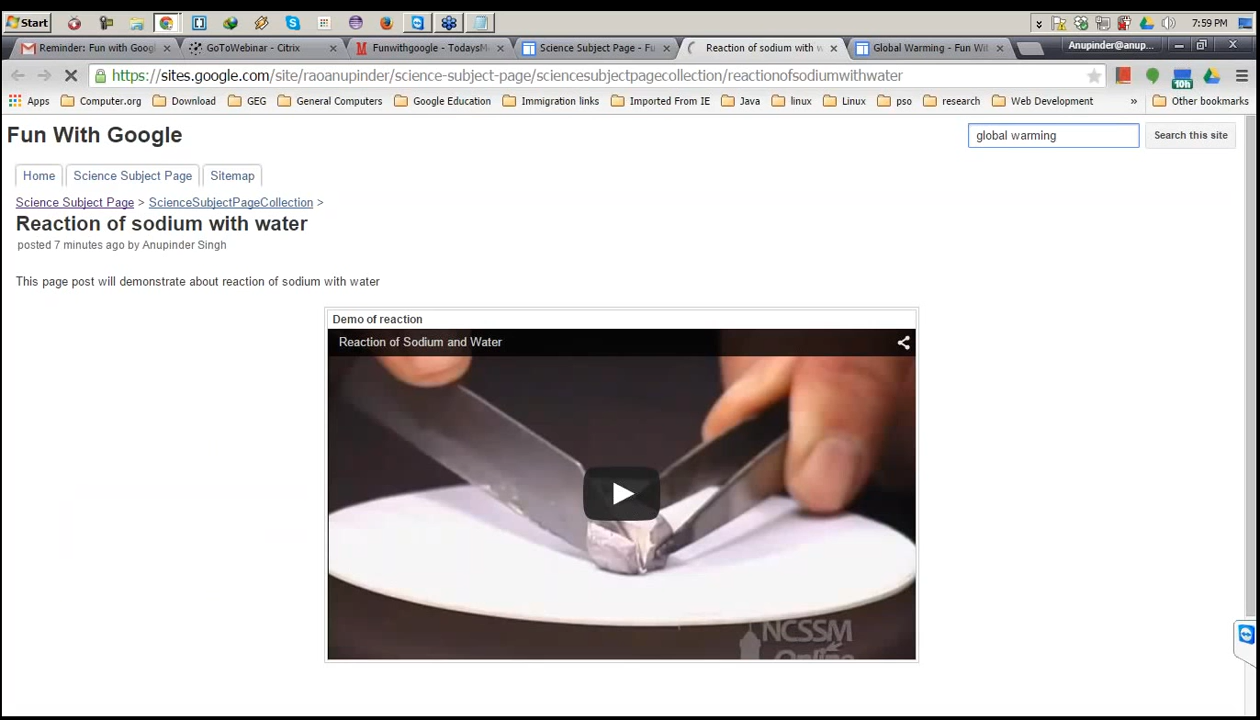 Start
7:59 PM
Reminder: Fun with Goog
GoToWebinar - Citrix
Funwithgoogle - TodaysM
Science Subject Page - Fu
Reaction of sodium with w
Global Warming - Fun Wit
Anupinder@anup...
https://sites.google.com/site/raoanupinder/science-subject-page/sciencesubjectpagecollection/reactionofsodiumwithwater
10h
Apps
Computer.org
Download
GEG
General Computers
Google Education
Immigration links
Imported From IE
Java
linux
Linux
pso
research
Web Development
»
Other bookmarks
Fun With Google
global warming
Search this site
Home
Science Subject Page
Sitemap
Science Subject Page > ScienceSubjectPageCollection >
Reaction of sodium with water
posted 7 minutes ago by Anupinder Singh
This page post will demonstrate about reaction of sodium with water
Demo of reaction
Reaction of Sodium and Water
NCSSM
Online